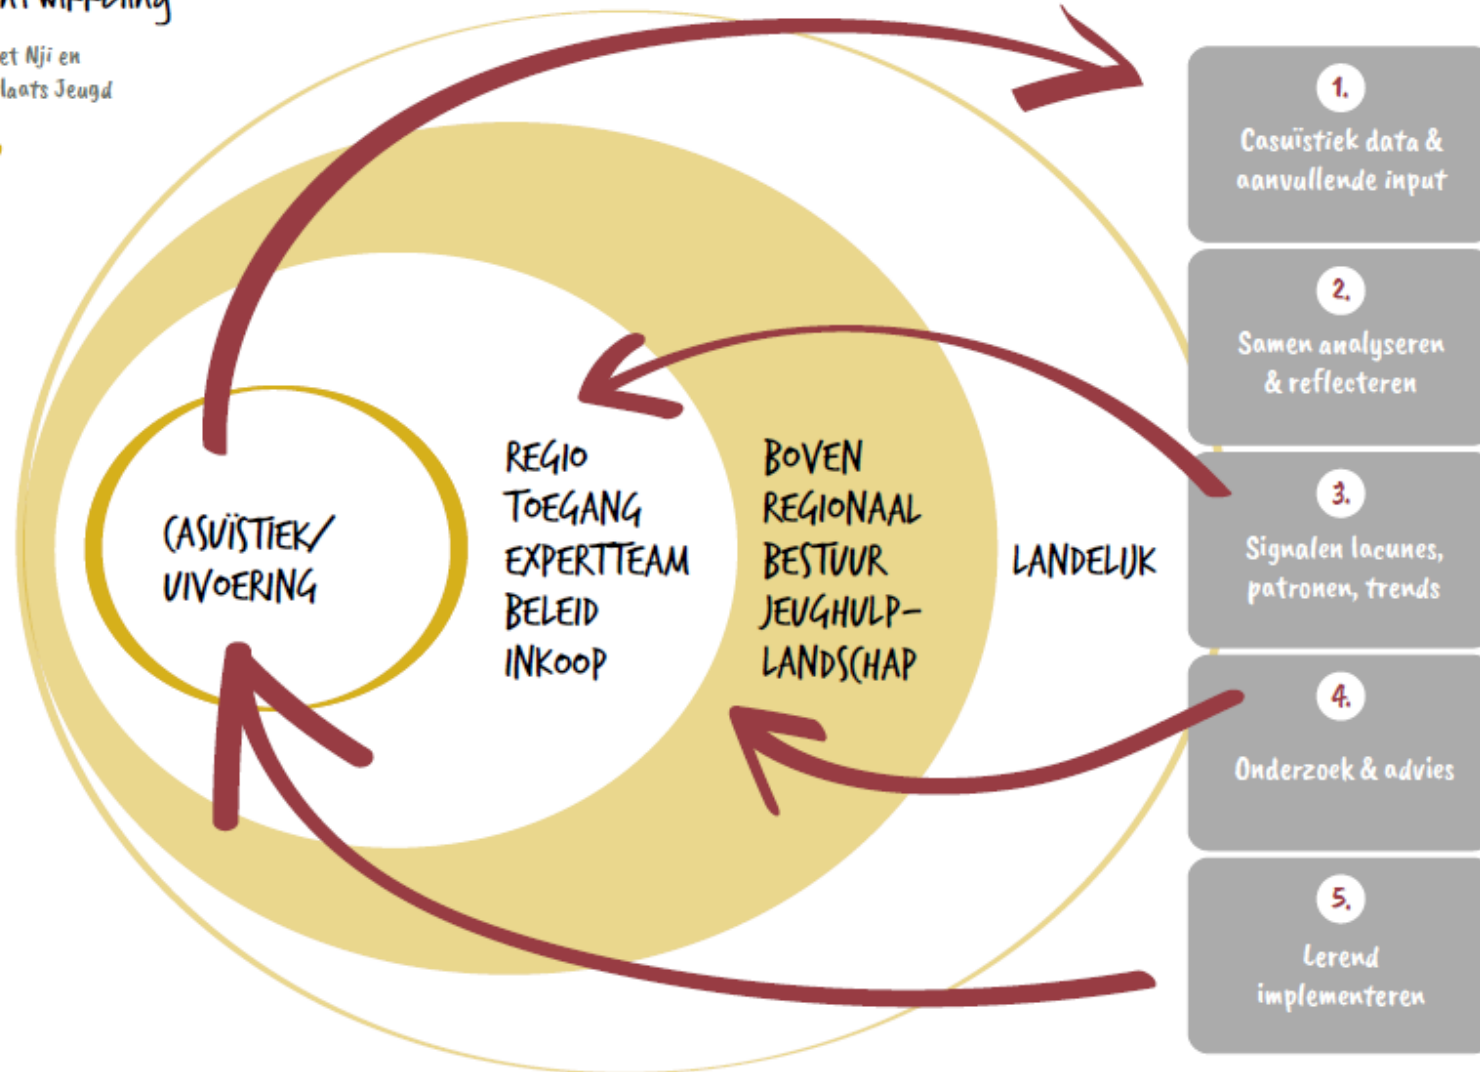 et Nji en
laats Jeugd
CASUÏSTIEK/
UIVOERING
REGIO
TOEGANG
EXPERTTEAM
BELEID
INKOOP
BOVEN
REGIONAAL
BESTUUR
JEUGHULP-
LANDSCHAP
LANDELIJK
1.
Casuïstiek data &
aanvullende input
2.
Samen analyseren
& reflecteren
3.
Signalen lacunes,
patronen, trends
4.
Onderzoek & advies
5.
Lerend
implementeren